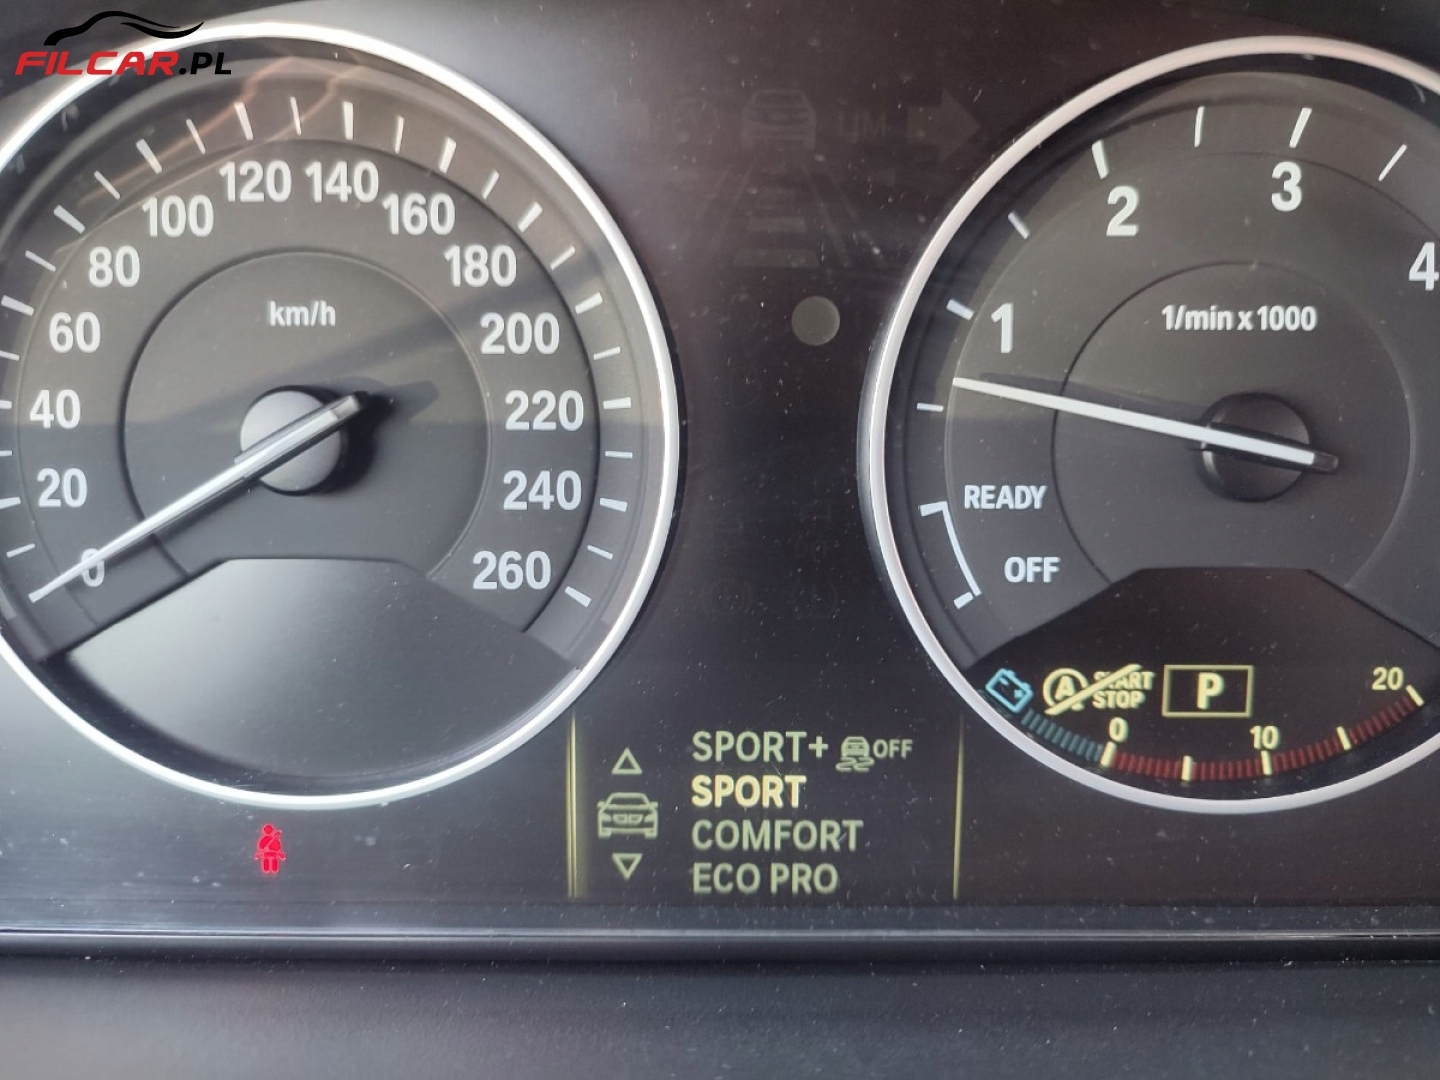 FILCAR.PL
0
20
40
60
80
100
120
140
160
180
200
220
240
260
km/h
1
2
3
4
1/min x 1000
READY
OFF
A START STOP
P
0
10
20
SPORT+ OFF
SPORT
COMFORT
ECO PRO